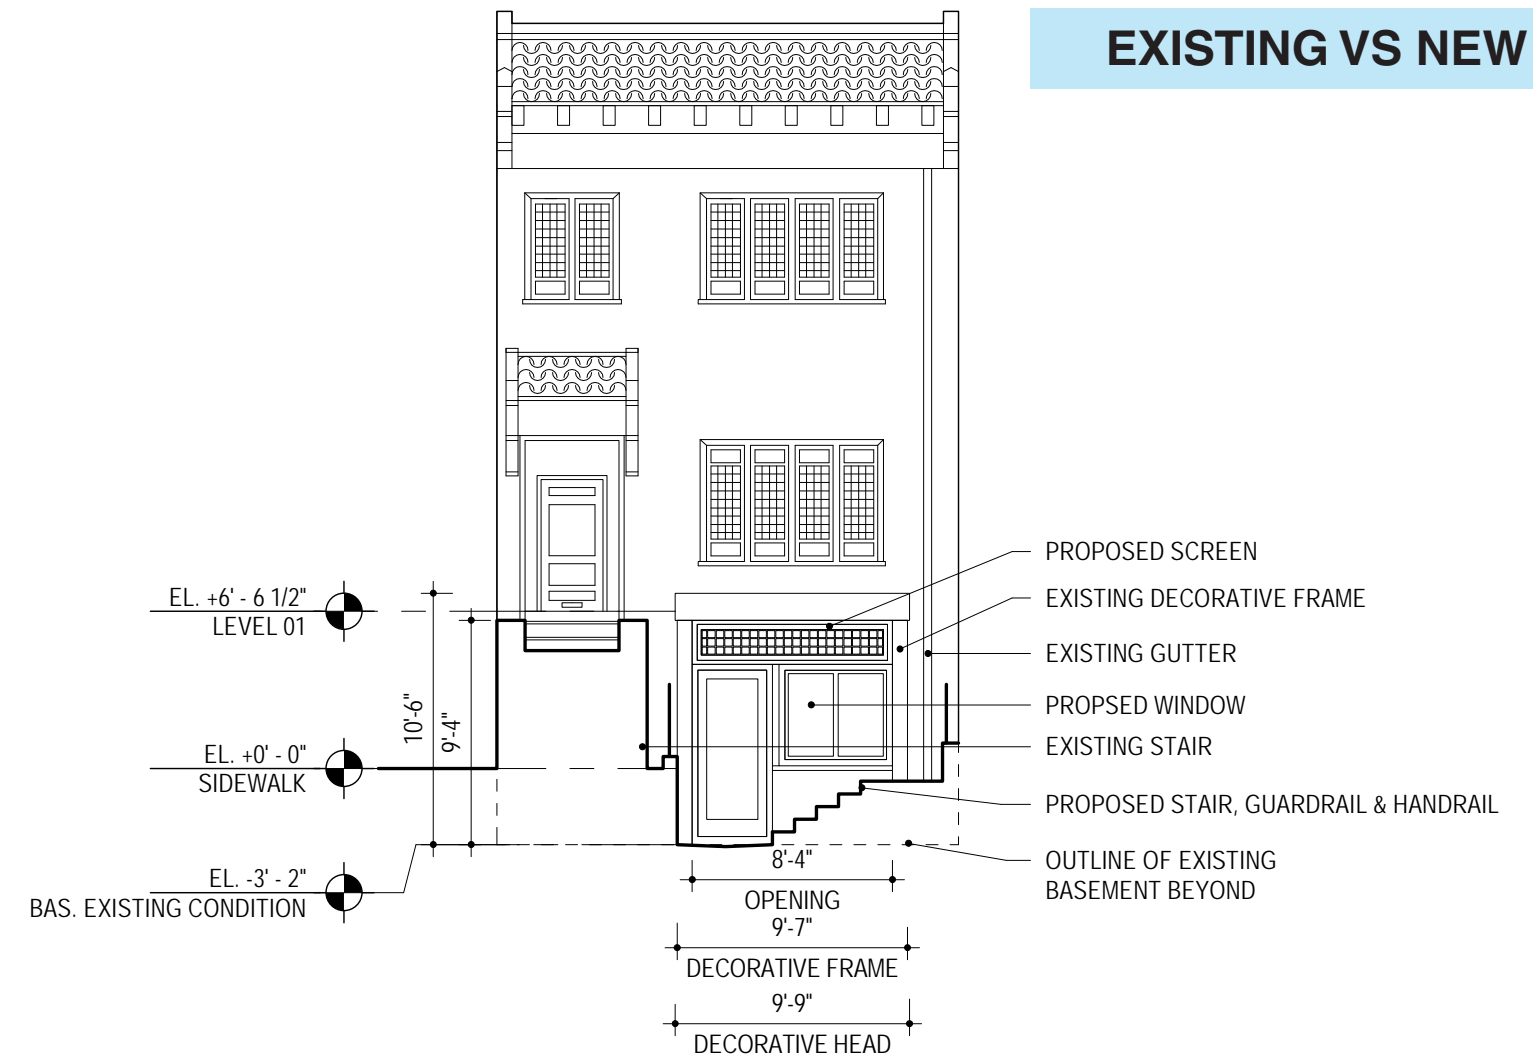 EXISTING VS NEW
PROPOSED SCREEN
EXISTING DECORATIVE FRAME
EXISTING GUTTER
PROPSED WINDOW
EXISTING STAIR
PROPOSED STAIR, GUARDRAIL & HANDRAIL
OUTLINE OF EXISTING
BASEMENT BEYOND
EL. +6' - 6 1/2"
LEVEL 01
10'-6"
9'-4"
EL. +0' - 0"
SIDEWALK
EL. -3' - 2"
BAS. EXISTING CONDITION
8'-4"
OPENING
9'-7"
DECORATIVE FRAME
9'-9"
DECORATIVE HEAD